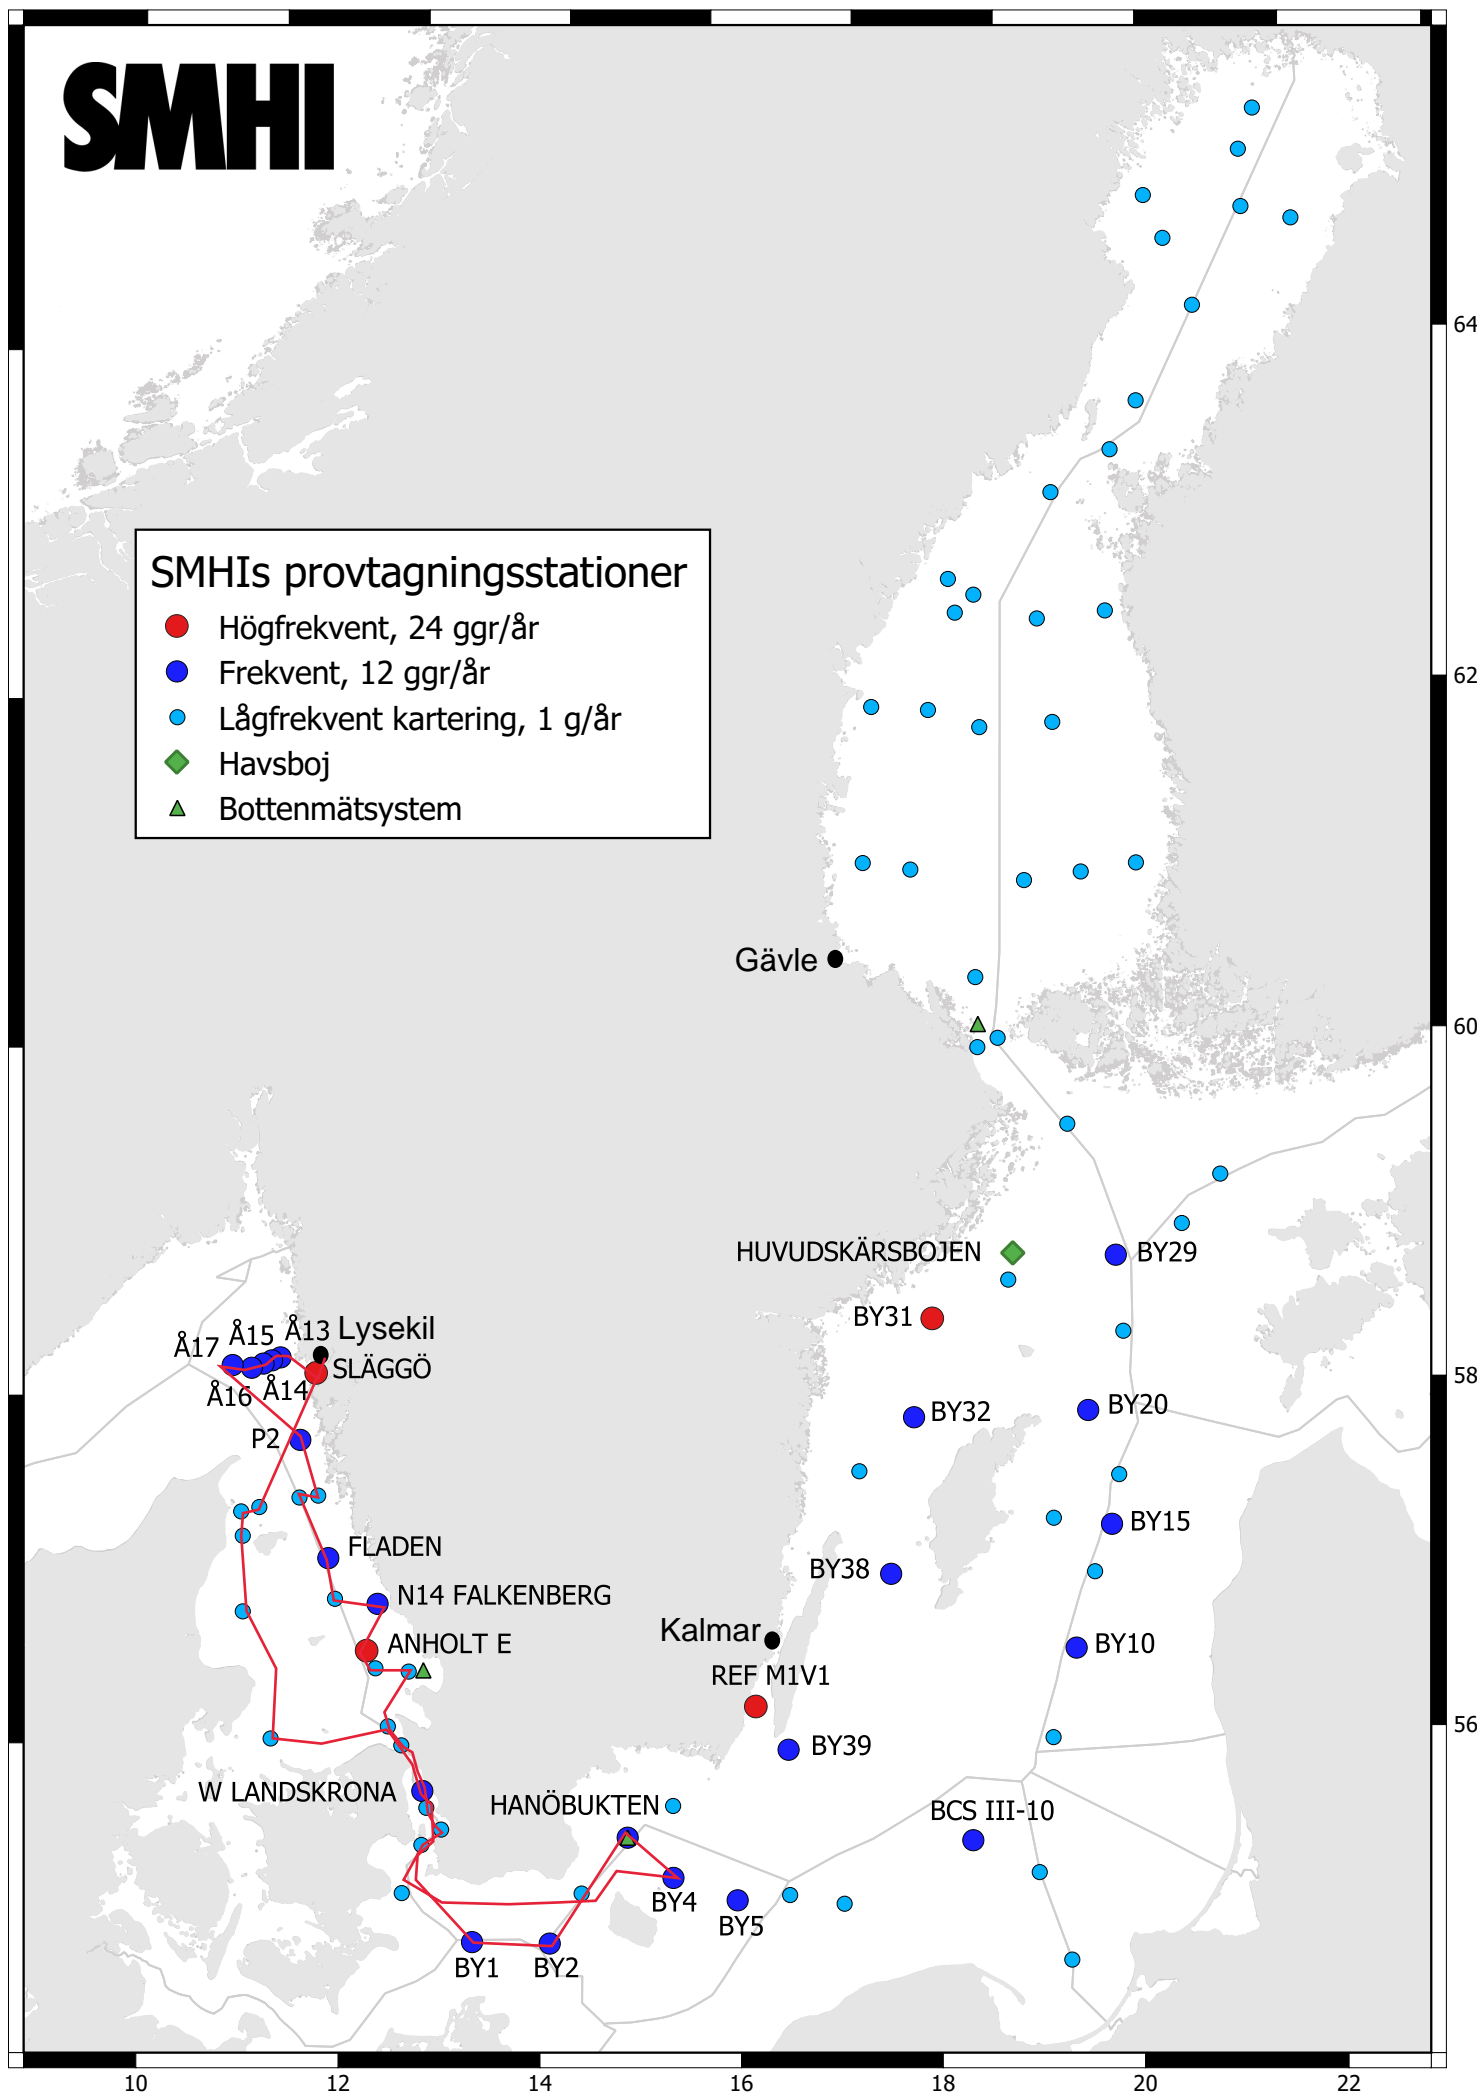 SMHI
SMHIs provtagningsstationer
Högfrekvent, 24 ggr/år
Frekvent, 12 ggr/år
Lågfrekvent kartering, 1 g/år
Havsboj
Bottenmätsystem
64
62
Gävle
60
HUVUDSKÄRSBOJEN
BY29
BY31
Å17
Å15
Å13
Lysekil
SLÄGGÖ
Å16
Å14
58
BY32
BY20
P2
BY15
FLADEN
BY38
N14 FALKENBERG
ANHOLT E
Kalmar
BY10
REF M1V1
56
BY39
W LANDSKRONA
HANÖBUKTEN
BCS III-10
BY4
BY5
BY1
BY2
10
12
14
16
18
20
22